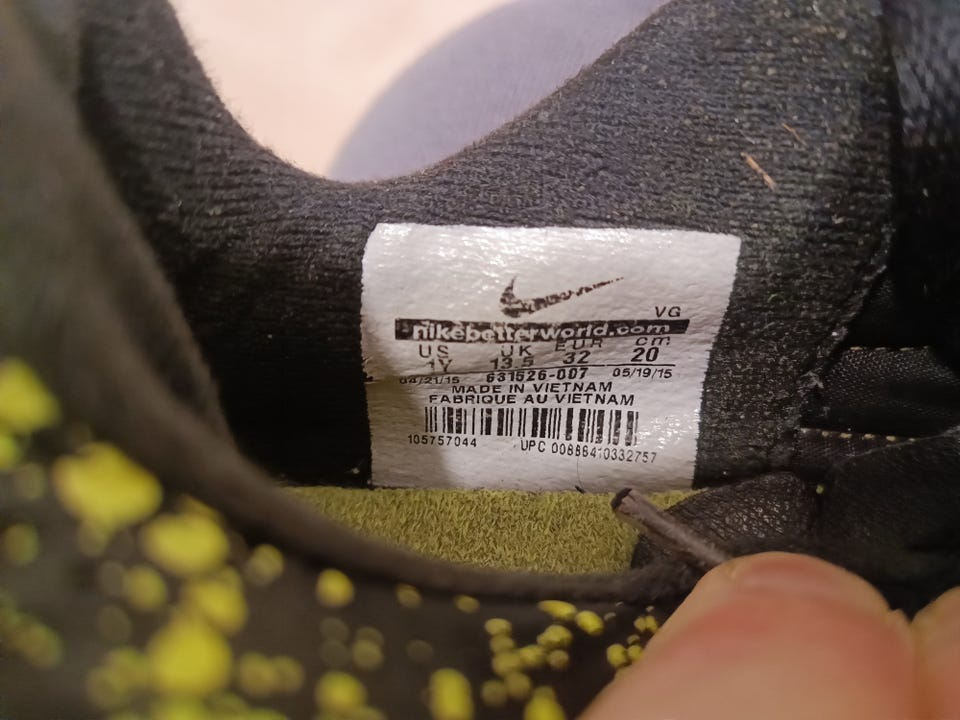 nikebetterworld.com
US UK EUR cm
1Y 13.5 32 20
04/21/15 631526-007 05/19/15
VG
MADE IN VIETNAM
FABRIQUE AU VIETNAM
105757044 UPC 00886410332757